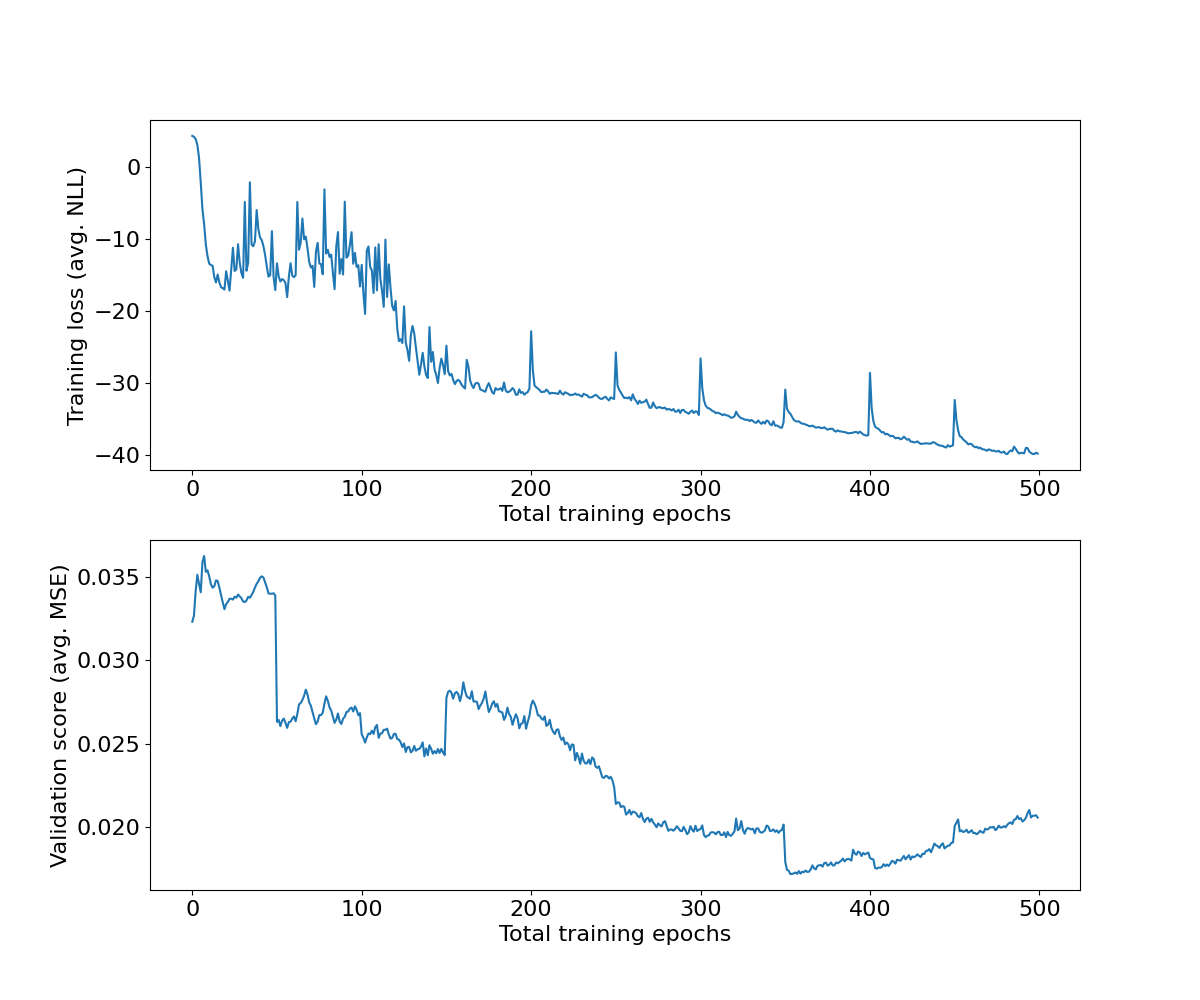 Training loss (avg. NLL)
0
−10
−20
−30
−40
0 100 200 300 400 500
Total training epochs
Validation score (avg. MSE)
0.035
0.030
0.025
0.020
0 100 200 300 400 500
Total training epochs